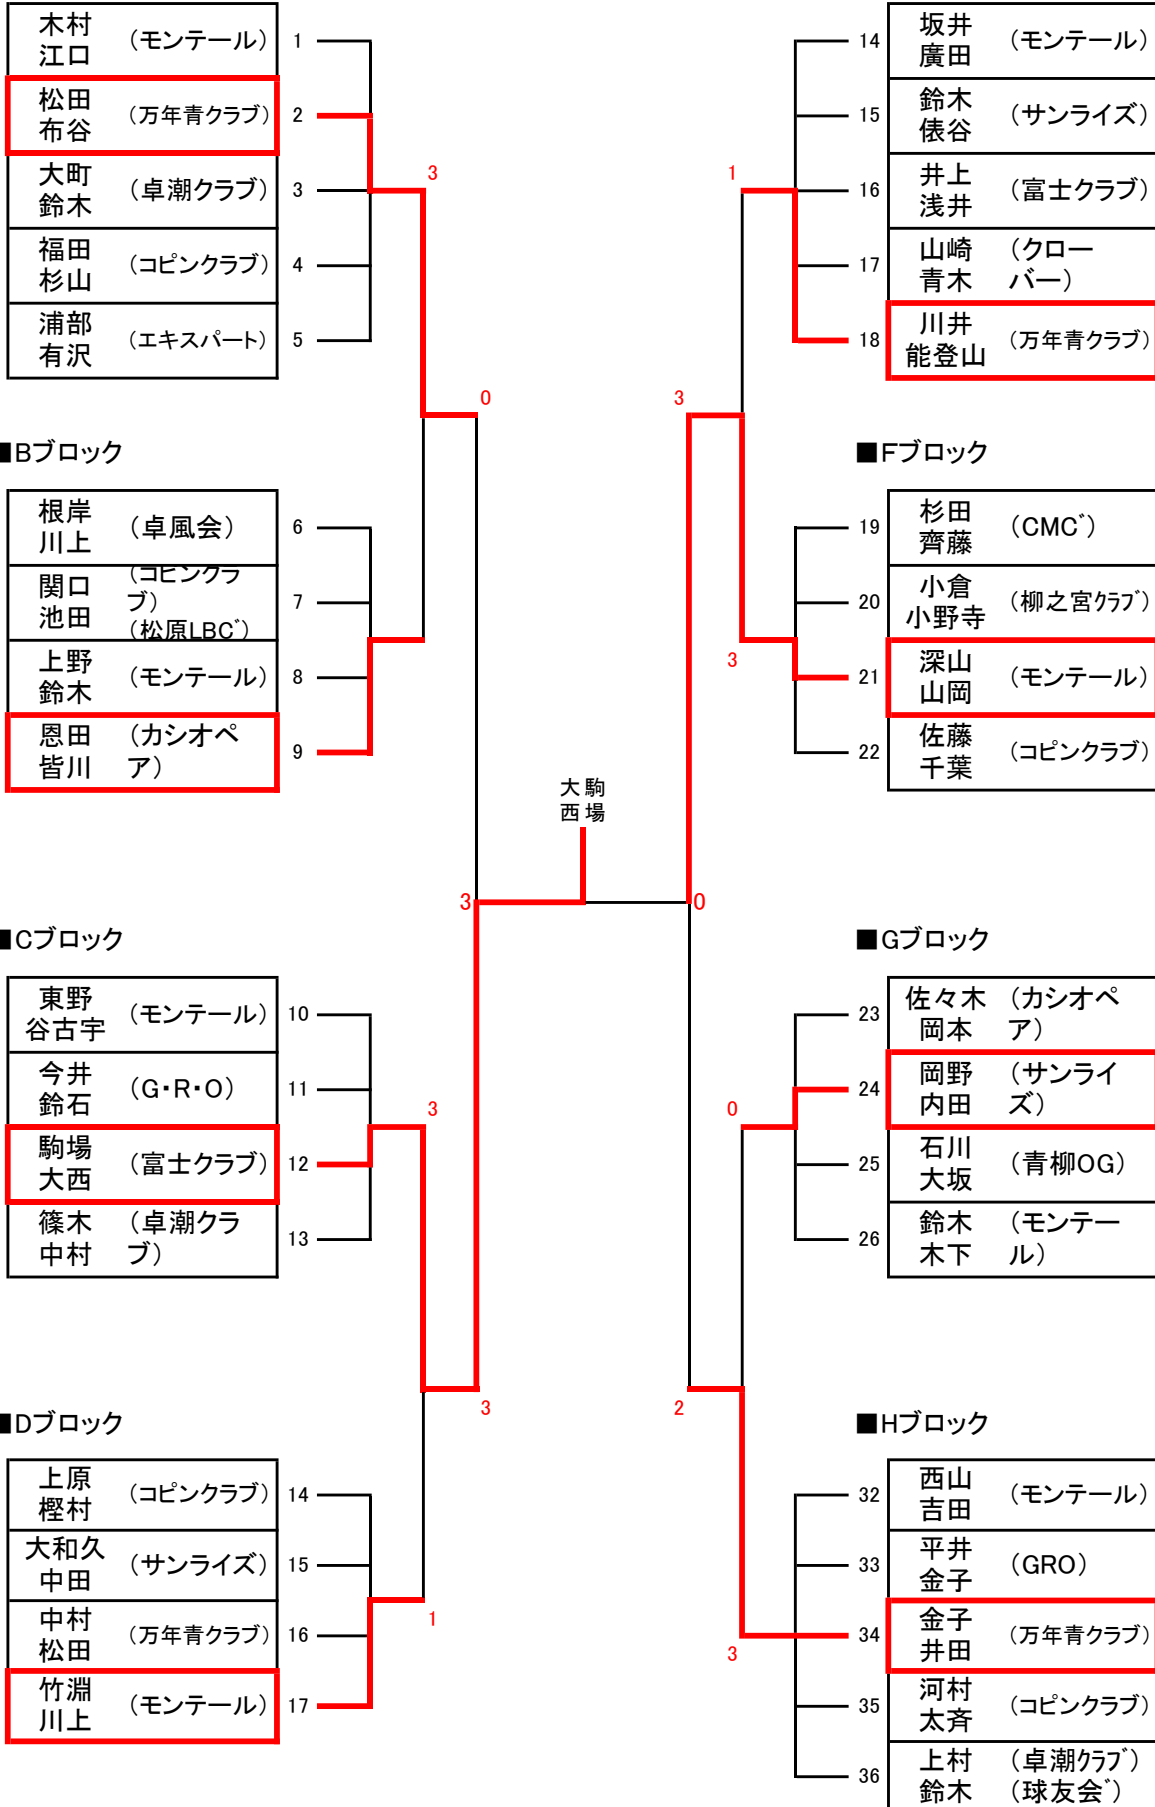 木村
江口
(モンテール)
1
松田
布谷
(万年青クラブ)
2
大町
鈴木
(卓潮クラブ)
3
福田
杉山
(コピンクラブ)
4
浦部
有沢
(エキスパート)
5
3
0
■Bブロック
根岸
川上
(卓風会)
6
関口
池田
(コピンクラ
ブ)
(松原LBC゛)
7
上野
鈴木
(モンテール)
8
恩田
皆川
(カシオペ
ア)
9
■Cブロック
東野
谷古宇
(モンテール)
10
今井
鈴石
(G・R・O)
11
駒場
大西
(富士クラブ)
12
篠木
中村
(卓潮クラ
ブ)
13
3
3
■Dブロック
上原
樫村
(コピンクラブ)
14
大和久
中田
(サンライズ)
15
中村
松田
(万年青クラブ)
16
竹淵
川上
(モンテール)
17
1
大 駒
西 場
3
0
14
坂井
廣田
(モンテール)
15
鈴木
俵谷
(サンライズ)
16
井上
浅井
(富士クラブ)
17
山崎
青木
(クロー
バー)
18
川井
能登山
(万年青クラブ)
1
3
■Fブロック
19
杉田
齊藤
(CMC゛)
20
小倉
小野寺
(柳之宮クラブ)
21
深山
山岡
(モンテール)
22
佐藤
千葉
(コピンクラブ)
3
■Gブロック
23
佐々木
岡本
(カシオペ
ア)
24
岡野
内田
(サンライ
ズ)
25
石川
大坂
(青柳OG)
26
鈴木
木下
(モンテー
ル)
0
2
■Hブロック
32
西山
吉田
(モンテール)
33
平井
金子
(GRO)
34
金子
井田
(万年青クラブ)
35
河村
太斉
(コピンクラブ)
36
上村
鈴木
(卓潮クラブ)
(球友会゛)
3